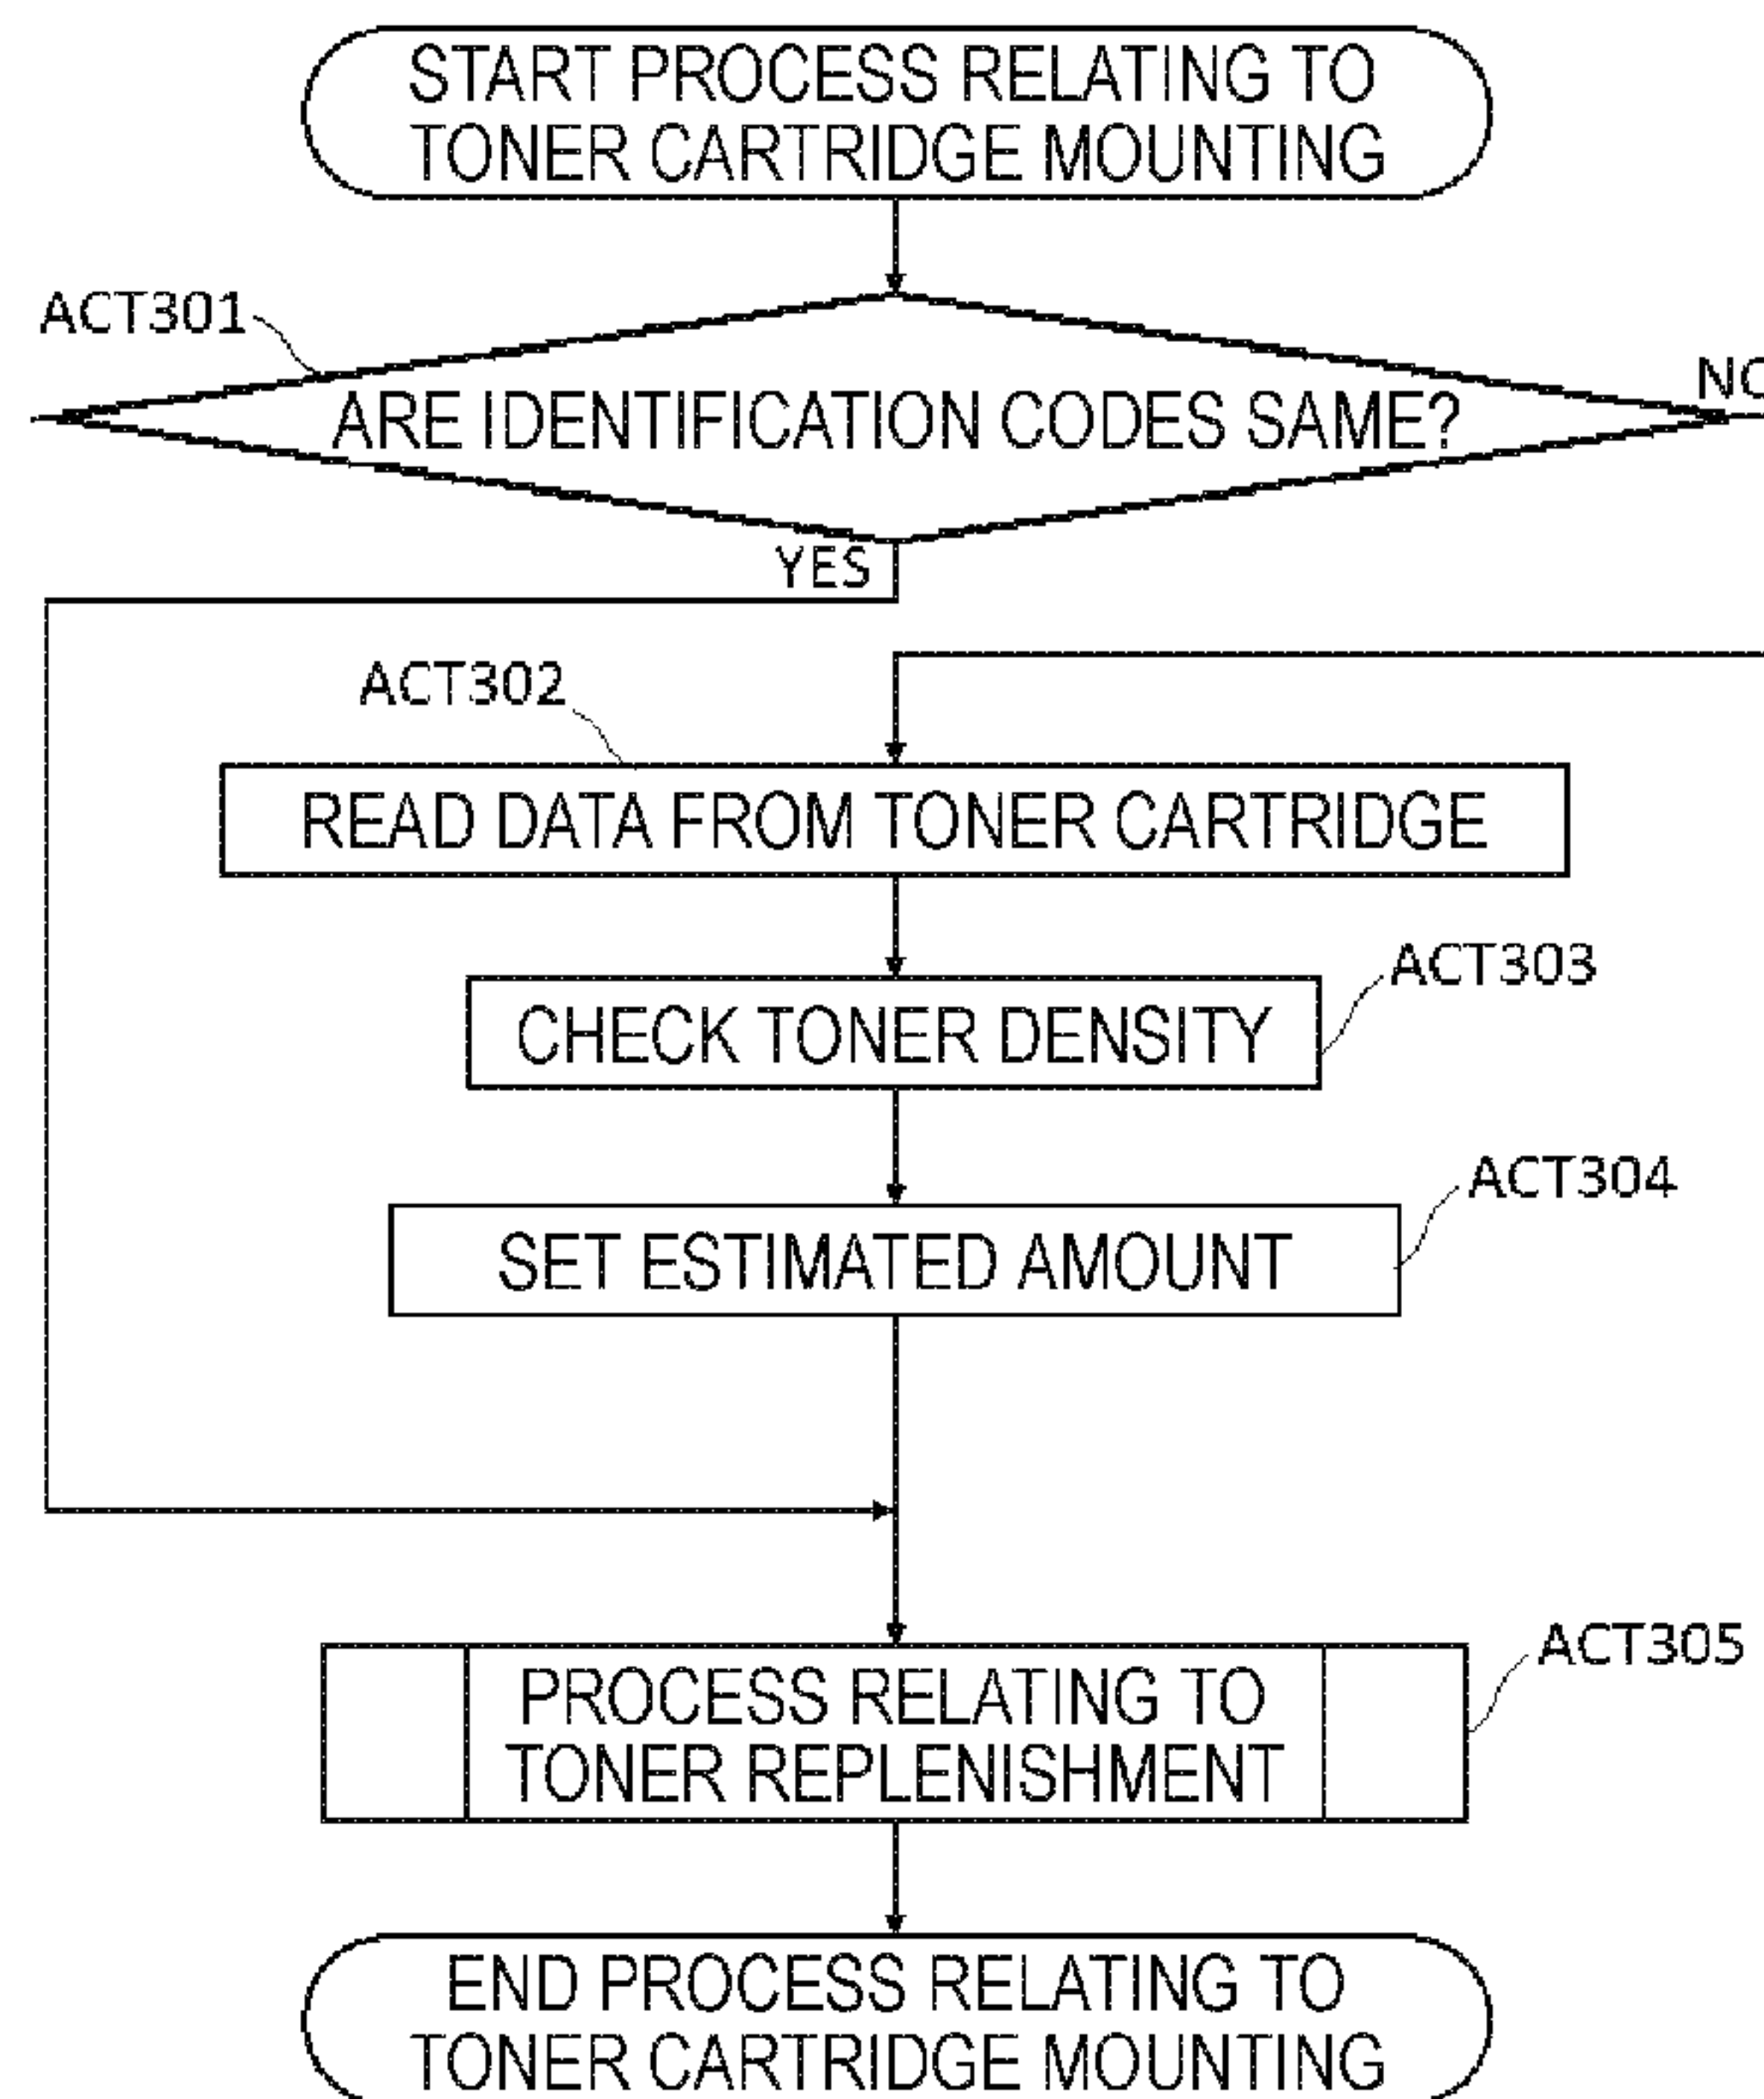 START PROCESS RELATING TO
TONER CARTRIDGE MOUNTING
ACT301
ARE IDENTIFICATION CODES SAME?
NO
YES
ACT302
READ DATA FROM TONER CARTRIDGE
ACT303
CHECK TONER DENSITY
ACT304
SET ESTIMATED AMOUNT
ACT305
PROCESS RELATING TO
TONER REPLENISHMENT
END PROCESS RELATING TO
TONER CARTRIDGE MOUNTING